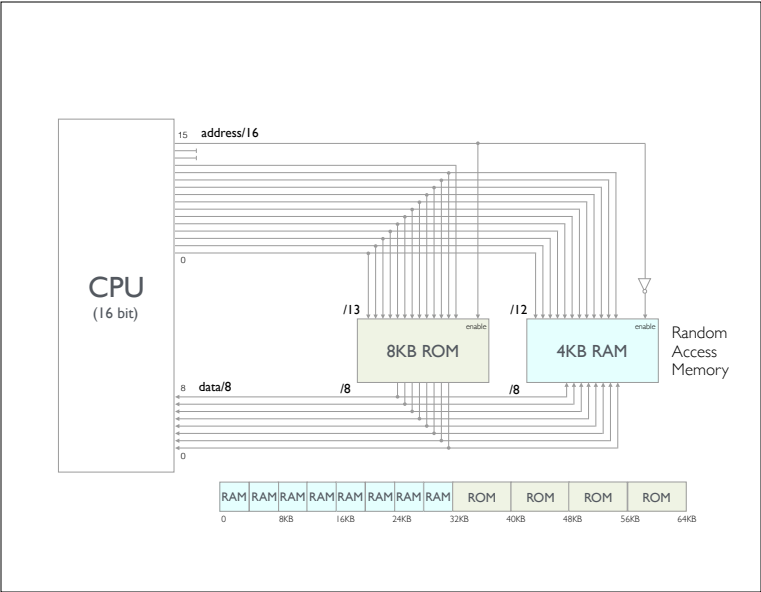 15 address/16
0
CPU
(16 bit)
/13
/12
enable
enable
8KB ROM
4KB RAM
Random
Access
Memory
8 data/8
/8
/8
0
RAM RAM RAM RAM RAM RAM RAM RAM ROM ROM ROM ROM
0 8KB 16KB 24KB 32KB 40KB 48KB 56KB 64KB